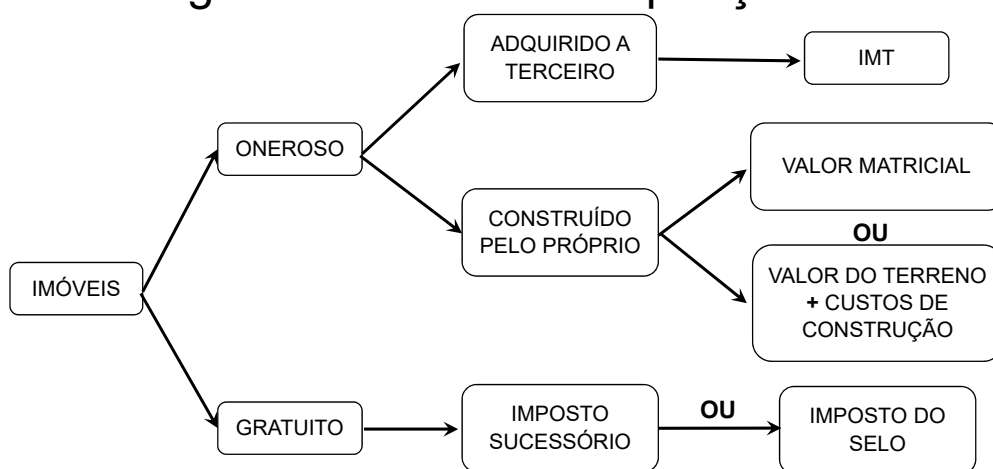 ADQUIRIDO A
TERCEIRO
IMT
ONEROSO
VALOR MATRICIAL
CONSTRUÍDO
PELO PRÓPRIO
OU
IMÓVEIS
VALOR DO TERRENO
+ CUSTOS DE
CONSTRUÇÃO
GRATUITO
IMPOSTO
SUCESSÓRIO
OU
IMPOSTO DO
SELO